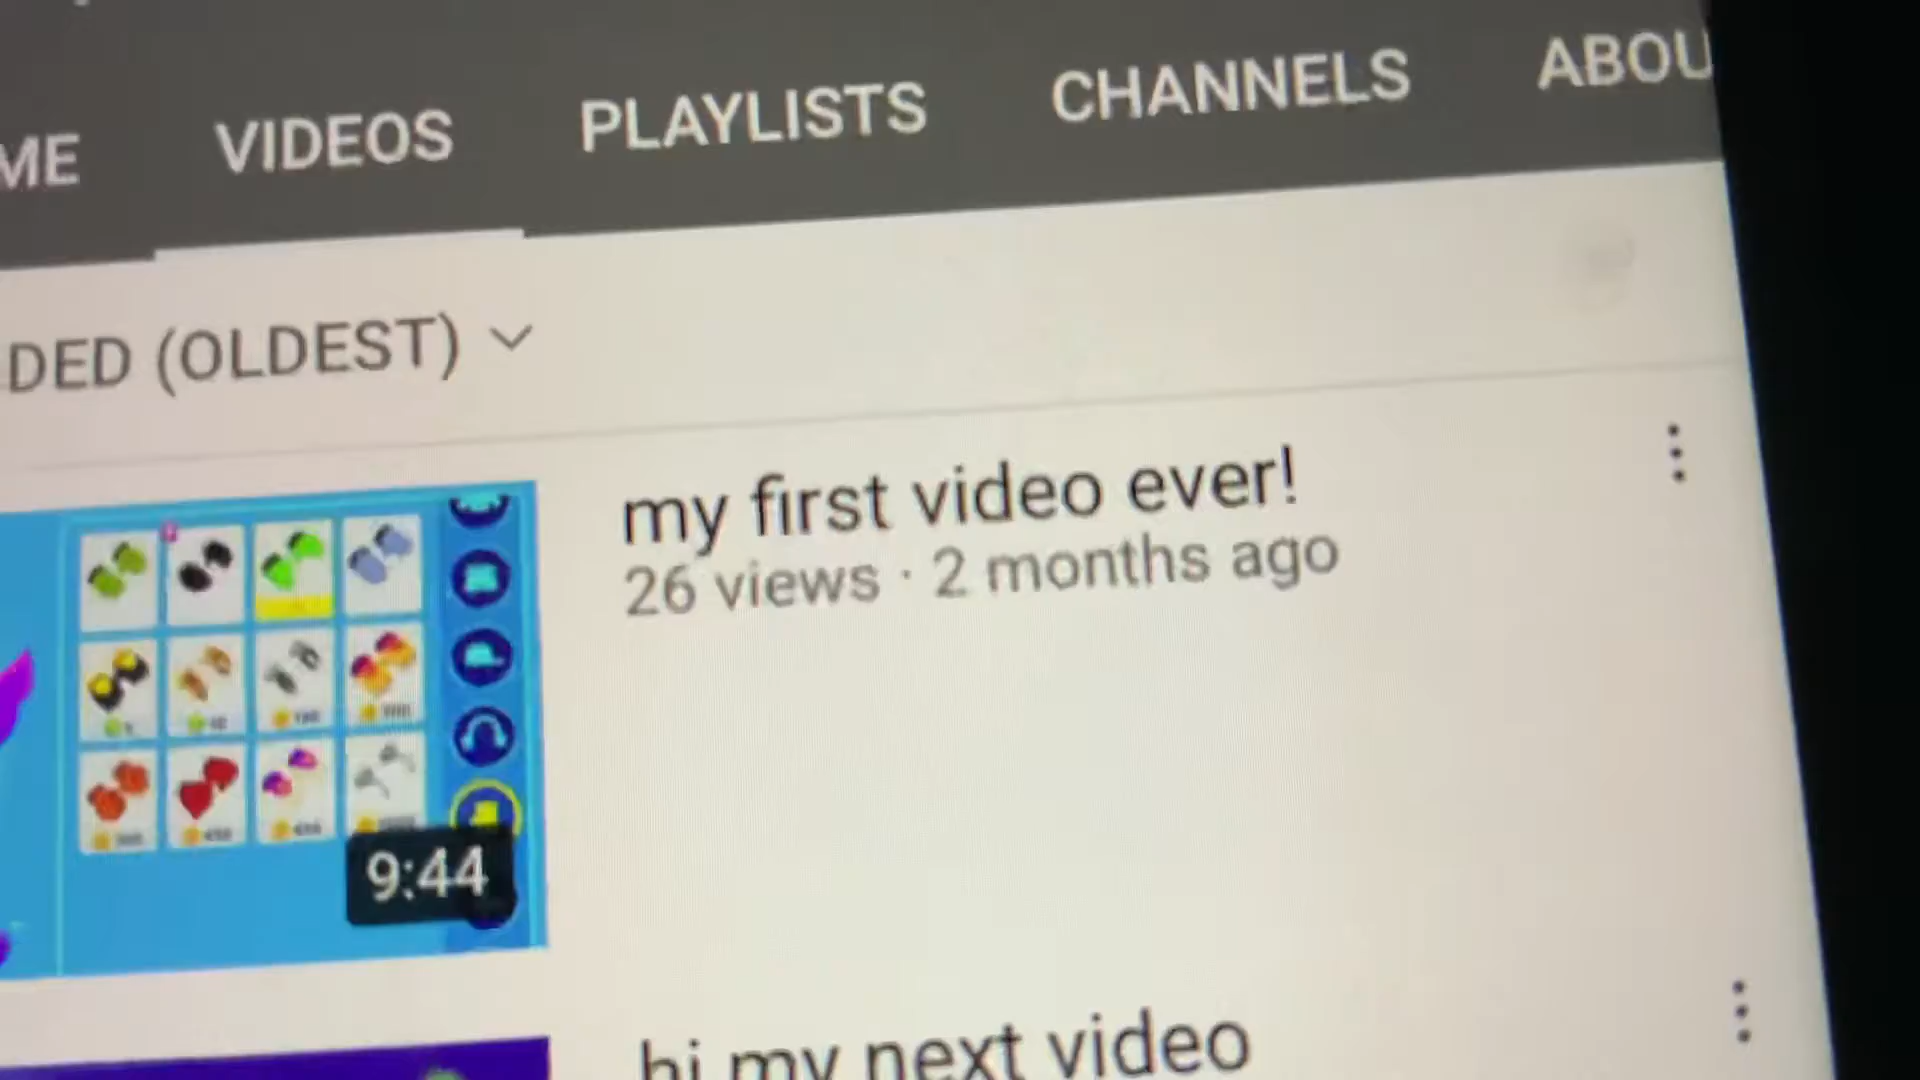 ME VIDEOS PLAYLISTS CHANNELS ABOU
DED (OLDEST)
my first video ever!
26 views · 2 months ago
9:44
hi my next video